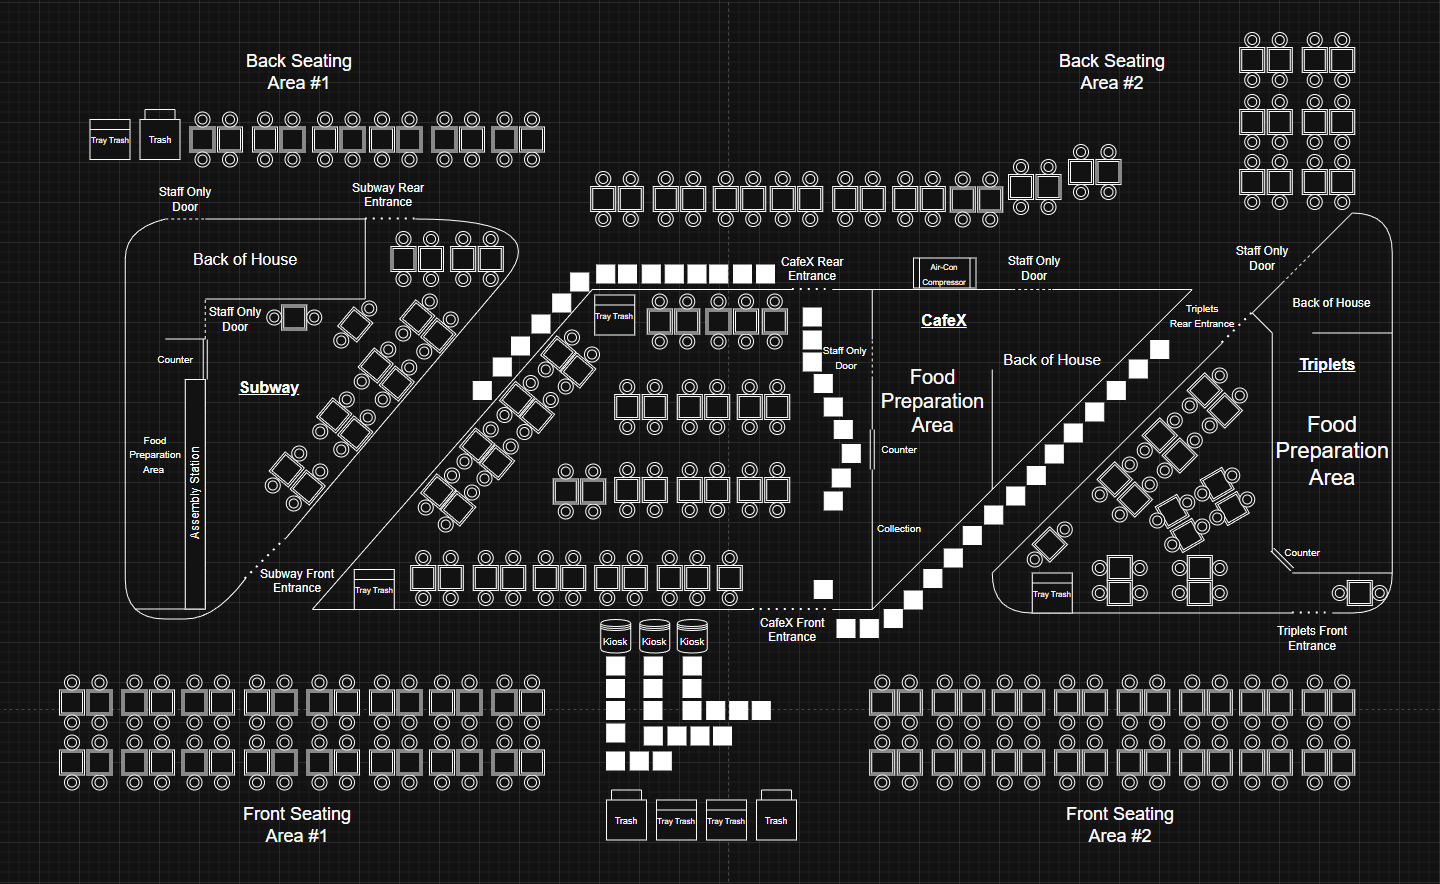 Back Seating
Area #1
Back Seating
Area #2
Tray Trash
Trash
Staff Only
Door
Subway Rear
Entrance
Back of House
Staff Only
Door
Counter
Subway
Food
Preparation
Area
Assembly Station
Subway Front
Entrance
CafeX Rear
Entrance
Air-Con
Compressor
Staff Only
Door
Tray Trash
CafeX
Staff Only
Door
Back of House
Food
Preparation
Area
Counter
Collection
Tray Trash
CafeX Front
Entrance
Staff Only
Door
Back of House
Triplets
Rear Entrance
Triplets
Food
Preparation
Area
Counter
Tray Trash
Triplets Front
Entrance
Kiosk
Kiosk
Kiosk
Trash
Tray Trash
Tray Trash
Trash
Front Seating
Area #1
Front Seating
Area #2